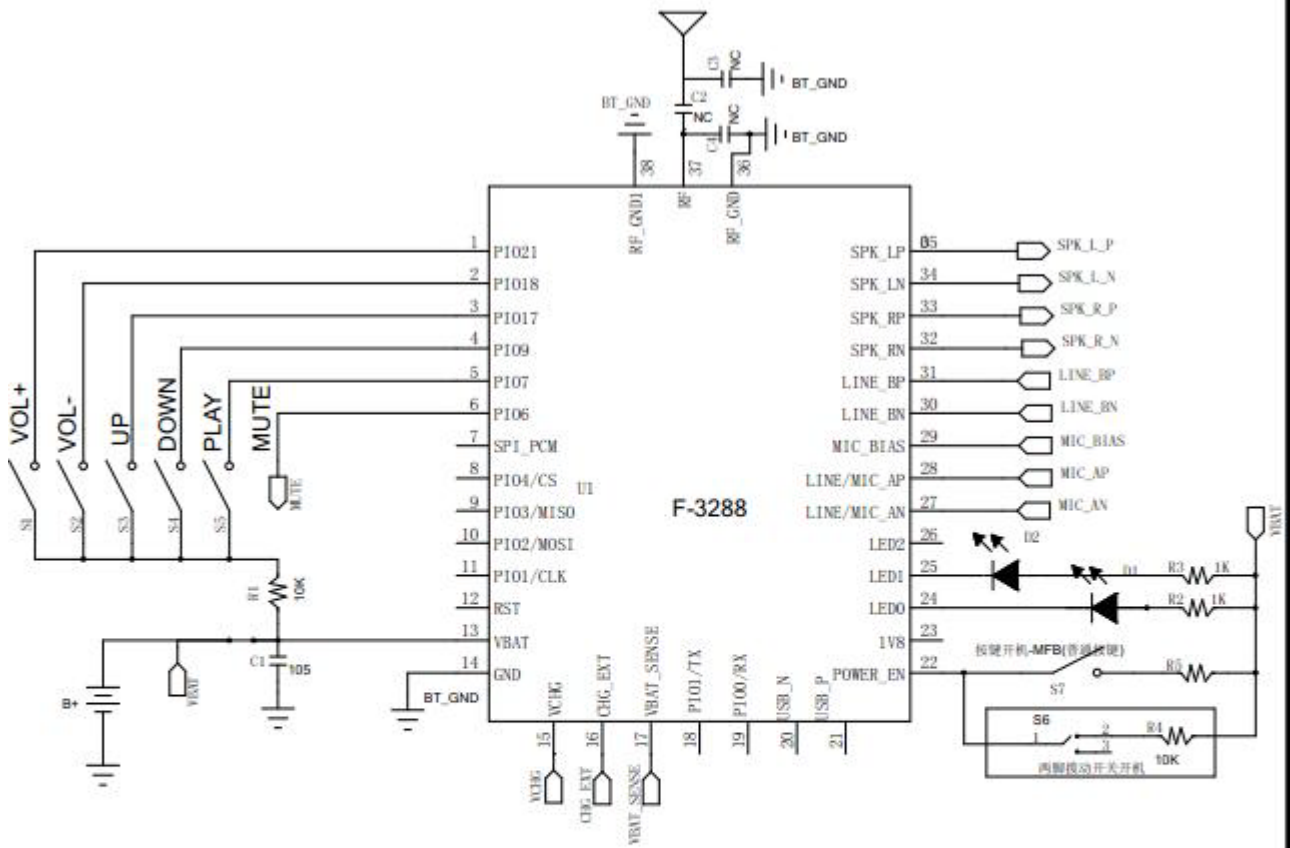 C3
NC
BT_GND
BT_GND
C2
NC
NC
C4
BT_GND
38
37
36
RF_GND1
RF
RF_GND
1
PIO21
2
PIO18
3
PIO17
4
PIO9
5
PIO7
6
PIO6
7
SPI_PCM
8
PIO4/CS
9
PIO3/MISO
10
PIO2/MOSI
11
PIO1/CLK
12
RST
13
VBAT
14
GND
U1
F-3288
SPK_LP
SPK_L_P
SPK_LN
34
SPK_L_N
SPK_RP
33
SPK_R_P
SPK_RN
32
SPK_R_N
LINE_BP
31
LINE_BP
LINE_BN
30
LINE_BN
MIC_BIAS
29
MIC_BIAS
LINE/MIC_AP
28
MIC_AP
LINE/MIC_AN
27
MIC_AN
LED2
26
LED1
25
LED0
24
1V8
23
POWER_EN
22
VOL+
VOL-
UP
DOWN
PLAY
MUTE
MUTE
S1
S2
S3
S4
S5
R1
10K
C1
105
B+
VBAT
BT_GND
VCHG
CHG_EXT
VBAT_SENSE
PIO1/TX
PIO0/RX
USB_N
USB_P
15
16
17
18
19
20
21
VCHG
CHG_EXT
VBAT_SENSE
D2
D1
VBAT
R3
1K
R2
1K
按键开机-MFB(普通按键)
S7
R5
S6
1
2
3
R4
10K
两脚拨动开关开机